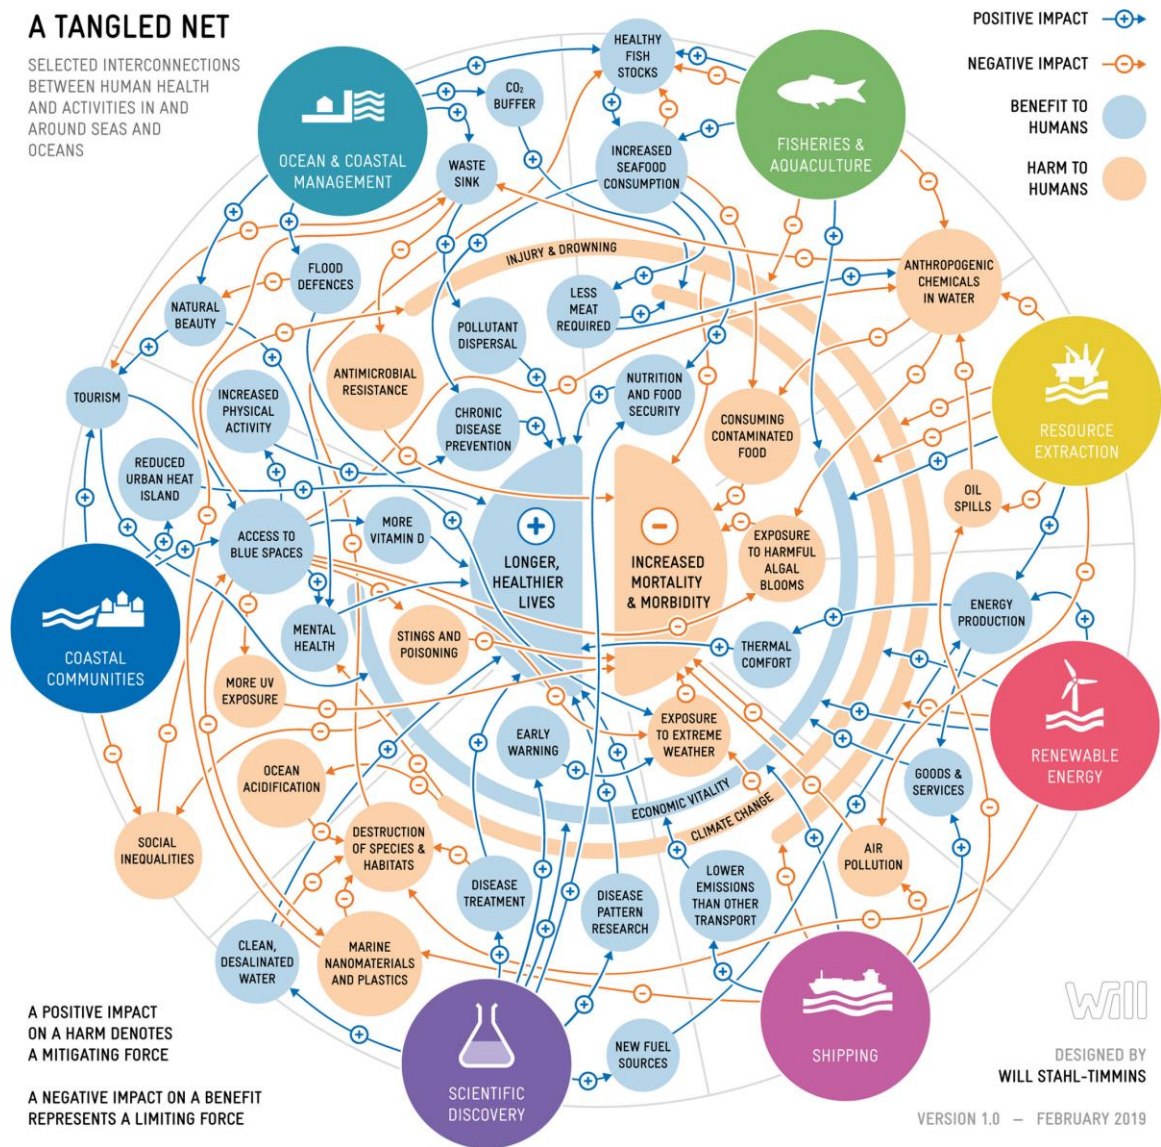 A TANGLED NET
SELECTED INTERCONNECTIONS
BETWEEN HUMAN HEALTH
AND ACTIVITIES IN AND
AROUND SEAS AND
OCEANS
POSITIVE IMPACT
NEGATIVE IMPACT
BENEFIT TO
HUMANS
HARM TO
HUMANS
OCEAN & COASTAL
MANAGEMENT
CO₂
BUFFER
WASTE
SINK
HEALTHY
FISH
STOCKS
INCREASED
SEAFOOD
CONSUMPTION
FISHERIES &
AQUACULTURE
INJURY & DROWNING
FLOOD
DEFENCES
NATURAL
BEAUTY
LESS
MEAT
REQUIRED
ANTHROPOGENIC
CHEMICALS
IN WATER
POLLUTANT
DISPERSAL
ANTIMICROBIAL
RESISTANCE
TOURISM
INCREASED
PHYSICAL
ACTIVITY
CHRONIC
DISEASE
PREVENTION
NUTRITION
AND FOOD
SECURITY
CONSUMING
CONTAMINATED
FOOD
RESOURCE
EXTRACTION
REDUCED
URBAN HEAT
ISLAND
OIL
SPILLS
ACCESS TO
BLUE SPACES
MORE
VITAMIN D
LONGER,
HEALTHIER
LIVES
INCREASED
MORTALITY
& MORBIDITY
EXPOSURE
TO HARMFUL
ALGAL
BLOOMS
ENERGY
PRODUCTION
COASTAL
COMMUNITIES
MENTAL
HEALTH
STINGS AND
POISONING
THERMAL
COMFORT
MORE UV
EXPOSURE
EARLY
WARNING
EXPOSURE
TO EXTREME
WEATHER
RENEWABLE
ENERGY
OCEAN
ACIDIFICATION
ECONOMIC VITALITY
CLIMATE CHANGE
GOODS &
SERVICES
SOCIAL
INEQUALITIES
DESTRUCTION
OF SPECIES &
HABITATS
AIR
POLLUTION
DISEASE
TREATMENT
DISEASE
PATTERN
RESEARCH
LOWER
EMISSIONS
THAN OTHER
TRANSPORT
CLEAN,
DESALINATED
WATER
MARINE
NANOMATERIALS
AND PLASTICS
SCIENTIFIC
DISCOVERY
NEW FUEL
SOURCES
SHIPPING
A POSITIVE IMPACT
ON A HARM DENOTES
A MITIGATING FORCE
A NEGATIVE IMPACT ON A BENEFIT
REPRESENTS A LIMITING FORCE
Will
DESIGNED BY
WILL STAHL-TIMMINS
VERSION 1.0 – FEBRUARY 2019